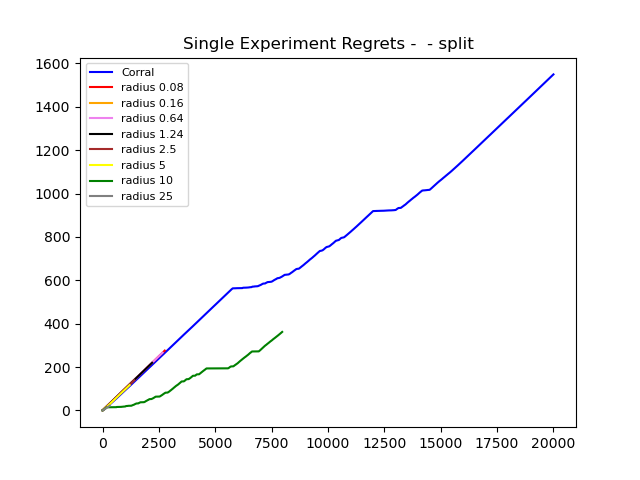 Single Experiment Regrets -  - split
1600
1400
1200
1000
800
600
400
200
0
Corral
radius 0.08
radius 0.16
radius 0.64
radius 1.24
radius 2.5
radius 5
radius 10
radius 25
0 2500 5000 7500 10000 12500 15000 17500 20000